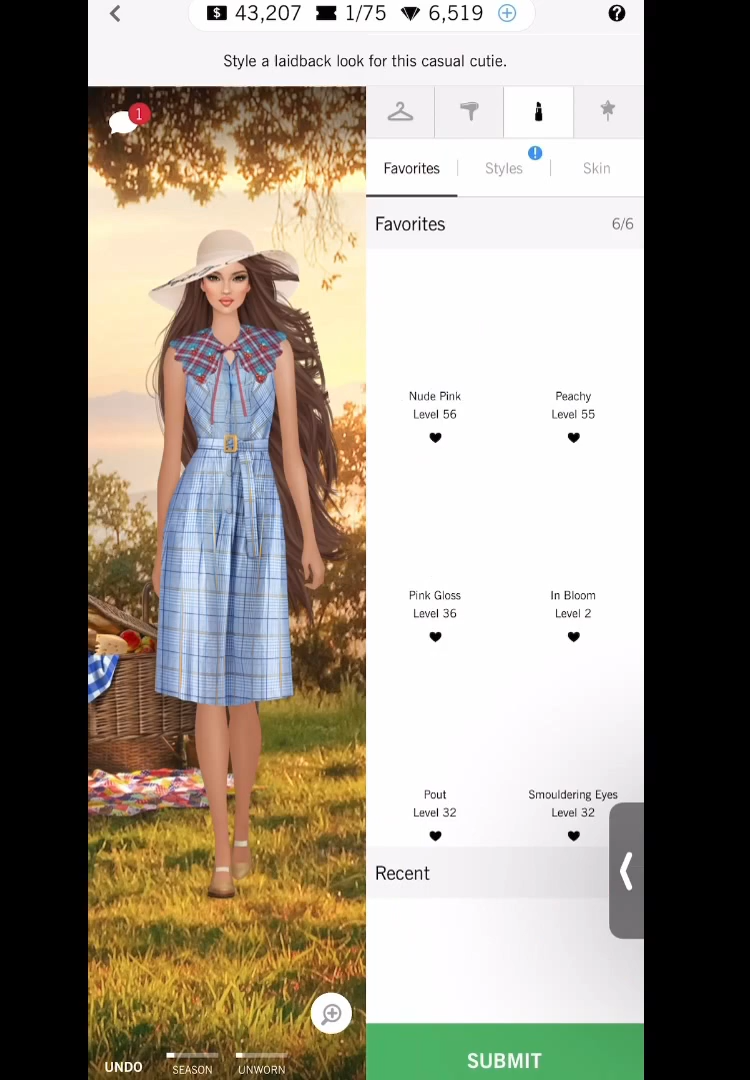 $ 43,207 1/75 6,519 + ?
Style a laidback look for this casual cutie.
1
Favorites Styles ! Skin
Favorites 6/6
Nude Pink Peachy
Level 56 Level 55
Pink Gloss In Bloom
Level 36 Level 2
Pout Smouldering Eyes
Level 32 Level 32
Recent
UNDO SEASON UNWORN
SUBMIT